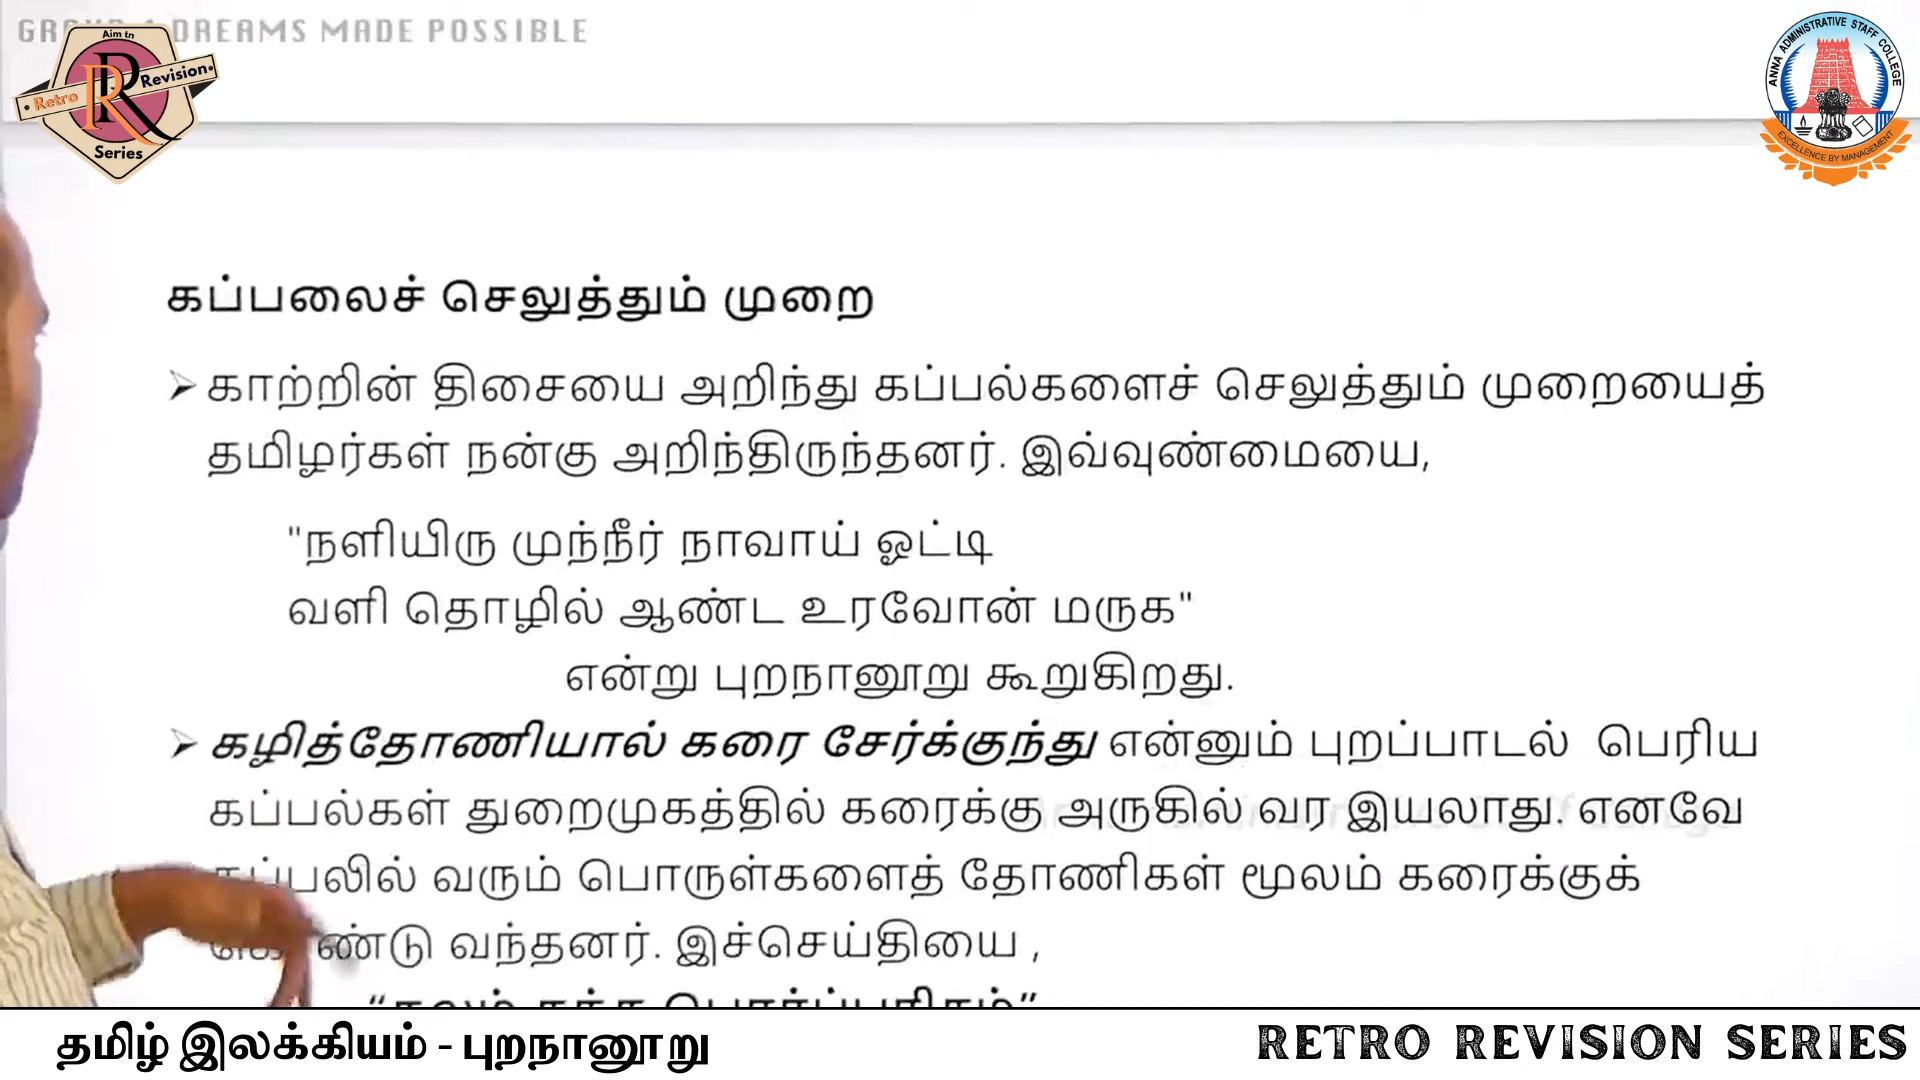 DREAMS MADE POSSIBLE
Aim tn
Retro
Revision
RR
Series
ANNA ADMINISTRATIVE STAFF COLLEGE
EXCELLENCE BY MANAGEMENT
கப்பலைச் செலுத்தும் முறை
➢ காற்றின் திசையை அறிந்து கப்பல்களைச் செலுத்தும் முறையைத்
தமிழர்கள் நன்கு அறிந்திருந்தனர். இவ்வுண்மையை,
"நளியிரு முந்நீர் நாவாய் ஓட்டி
வளி தொழில் ஆண்ட உரவோன் மருக"
என்று புறநானூறு கூறுகிறது.
➢ கழித்தோணியால் கரை சேர்க்குந்து என்னும் புறப்பாடல் பெரிய
கப்பல்கள் துறைமுகத்தில் கரைக்கு அருகில் வர இயலாது. எனவே
வரும் பொருள்களைத் தோணிகள் மூலம் கரைக்குக்
வந்தனர். இச்செய்தியை ,
தமிழ் இலக்கியம் - புறநானூறு
RETRO REVISION SERIES